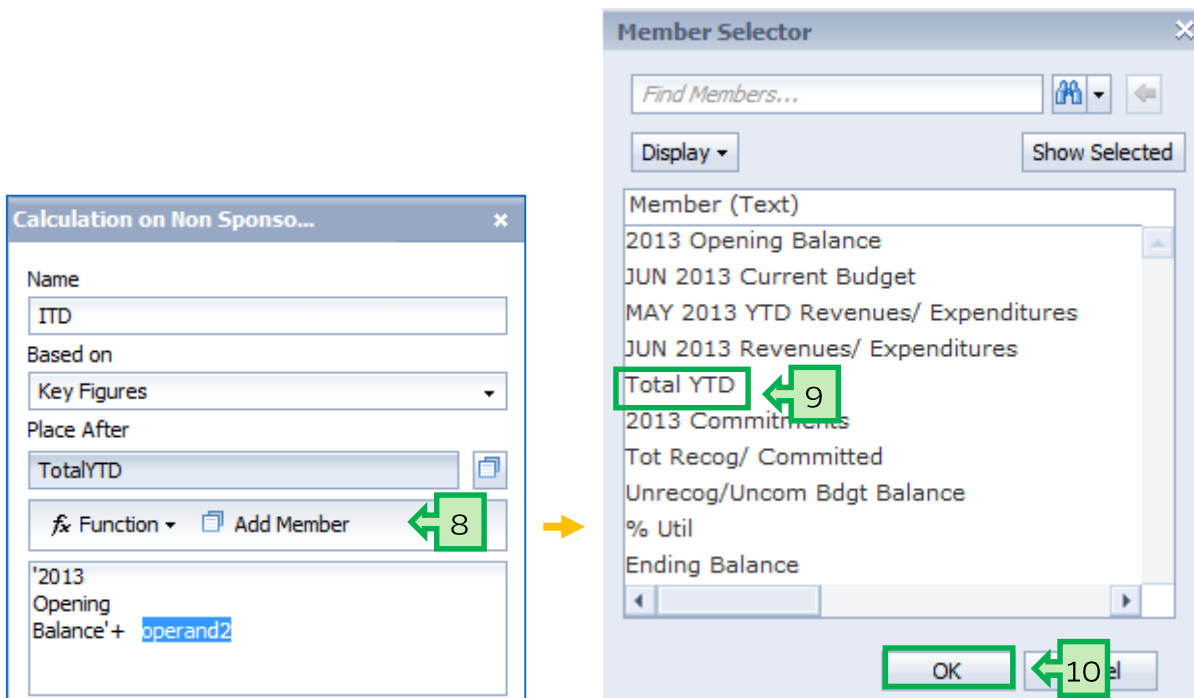 Calculation on Non Sponso...
Name
ITD
Based on
Key Figures
Place After
TotalYTD
fx Function Add Member
8
'2013
Opening
Balance'+ operand2
Member Selector
Find Members...
Display Show Selected
Member (Text)
2013 Opening Balance
JUN 2013 Current Budget
MAY 2013 YTD Revenues/ Expenditures
JUN 2013 Revenues/ Expenditures
Total YTD
9
2013 Commitments
Tot Recog/ Committed
Unrecog/Uncom Bdgt Balance
% Util
Ending Balance
OK 10